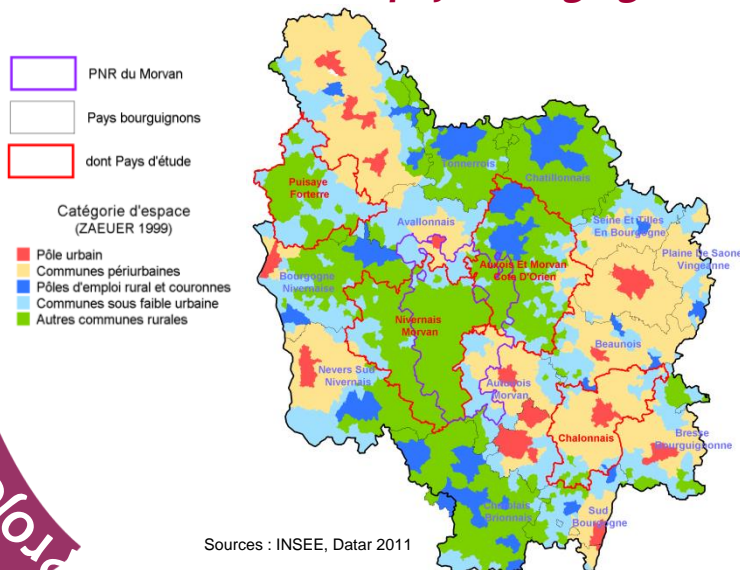 PNR du Morvan
Pays bourguignons
dont Pays d'étude
Catégorie d'espace
(ZAEUER 1999)
Pôle urbain
Communes périurbaines
Pôles d'emploi rural et couronnes
Communes sous faible urbaine
Autres communes rurales
Tonnerrois
Chatillonnais
Puisaye
Forterre
Avallonnais
Seine Et Tilles
En Bourgogne
Plaine De Saone
Vingeanne
Auxois Et Morvan
Cote D'Orien
Bourgogne
Nivernaise
Nivernais
Morvan
Beaunois
Nevers Sud
Nivernais
Autunois
Morvan
Chalonnais
Bresse
Bourguignonne
Charolais
Brionnais
Sud
Bourgogne
Sources : INSEE, Datar 2011